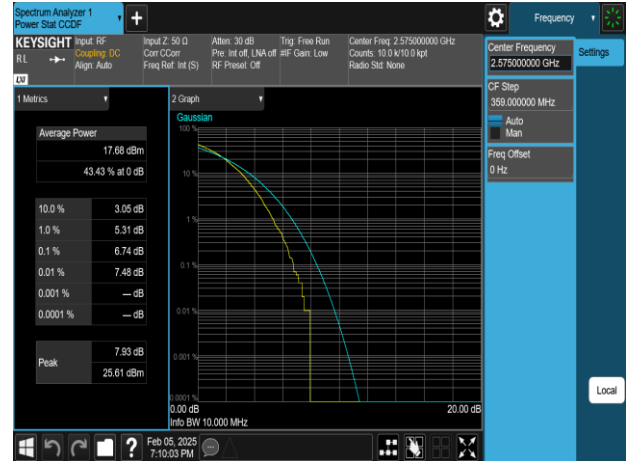 Spectrum Analyzer 1
Power Stat CCDF
Frequency
KEYSIGHT
RL
LXI
Input: RF
Coupling: DC
Align: Auto
Input Z: 50 Ω
Corr CCorr
Freq Ref: Int (S)
Atten: 30 dB
Pre: Int off, LNA off
RF Presel: Off
Trig: Free Run
#IF Gain: Low
Center Freq: 2.575000000 GHz
Counts: 10.0 k/10.0 kpt
Radio Std: None
Center Frequency
2.575000000 GHz
Settings
CF Step
359.000000 MHz
Auto
Man
Freq Offset
0 Hz
Local
1 Metrics
Average Power
17.68 dBm
43.43 % at 0 dB
10.0 % 3.05 dB
1.0 % 5.31 dB
0.1 % 6.74 dB
0.01 % 7.48 dB
0.001 % — dB
0.0001 % — dB
Peak
7.93 dB
25.61 dBm
2 Graph
Gaussian
100 %
10 %
1 %
0.1 %
0.01 %
0.001 %
0.0001 %
0.00 dB
20.00 dB
Info BW 10.000 MHz
?
Feb 05, 2025
7:10:03 PM